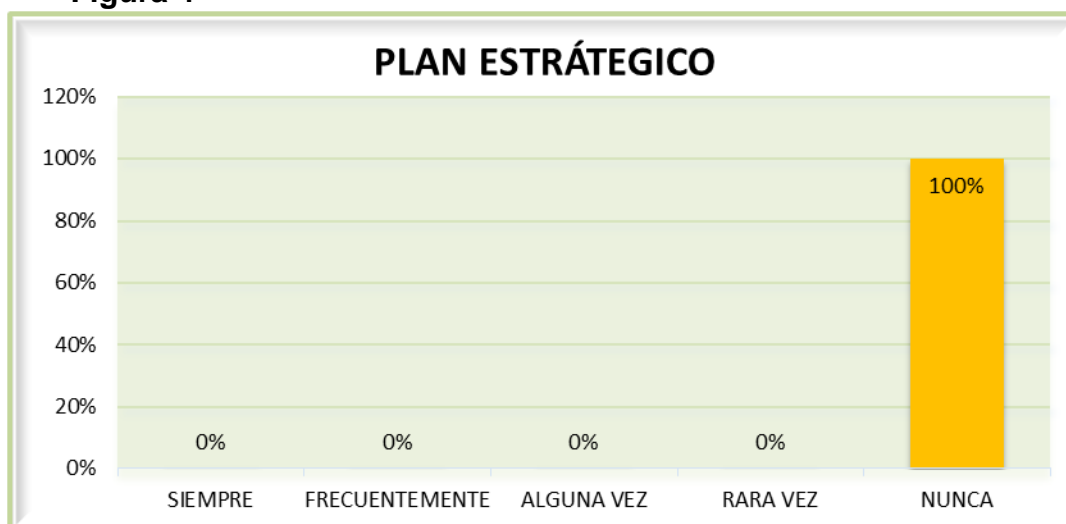 PLAN ESTRÁTEGICO
120%
100%
100%
80%
60%
40%
20%
0% 0% 0% 0%
0%
SIEMPRE FRECUENTEMENTE ALGUNA VEZ RARA VEZ NUNCA